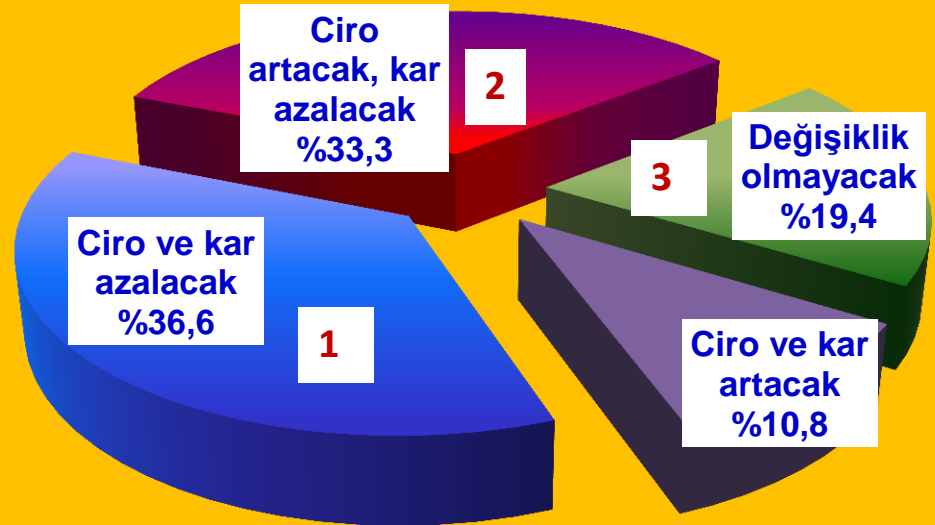 Ciro
artacak, kar
azalacak
%33,3
2
Değişiklik
olmayacak
%19,4
3
Ciro ve kar
azalacak
%36,6
1
Ciro ve kar
artacak
%10,8